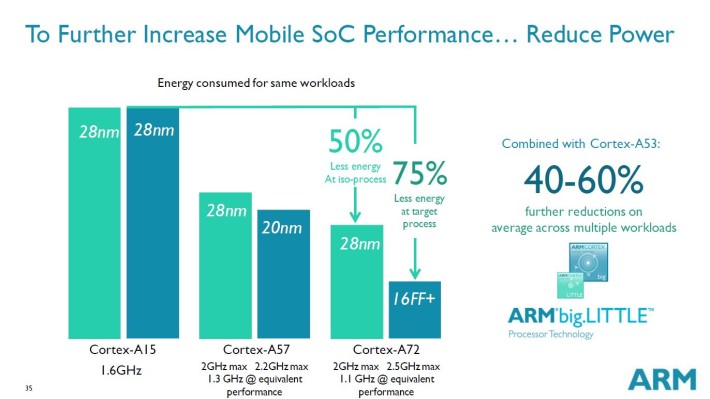 To Further Increase Mobile SoC Performance… Reduce Power
Energy consumed for same workloads
28nm 28nm
50%
Less energy
At iso-process
75%
Less energy
at target
process
28nm
20nm
28nm
16FF+
Cortex-A15
1.6GHz
Cortex-A57
2GHz max 2.2GHz max
1.3 GHz @ equivalent
performance
Cortex-A72
2GHz max 2.5GHz max
1.1 GHz @ equivalent
performance
Combined with Cortex-A53:
40-60%
further reductions on
average across multiple workloads
ARM CORTEX
big
ARM CORTEX
LITTLE
ARM®big.LITTLE™
Processor Technology
35
ARM